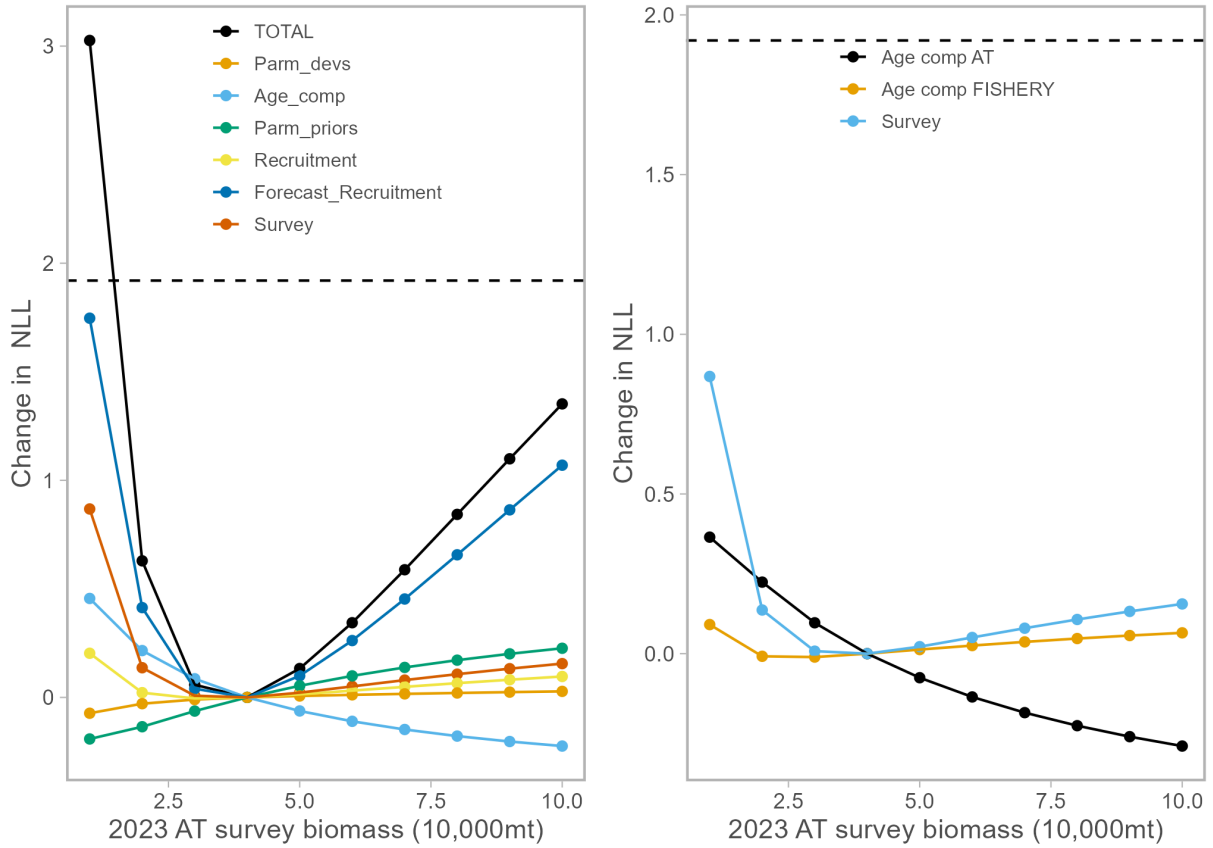 TOTAL
Parm_devs
Age_comp
Parm_priors
Recruitment
Forecast_Recruitment
Survey
3
2
1
0
Change in  NLL
2.5
5.0
7.5
10.0
2023 AT survey biomass (10,000mt)
Age comp AT
Age comp FISHERY
Survey
2.0
1.5
1.0
0.5
0.0
Change in NLL
2.5
5.0
7.5
10.0
2023 AT survey biomass (10,000mt)